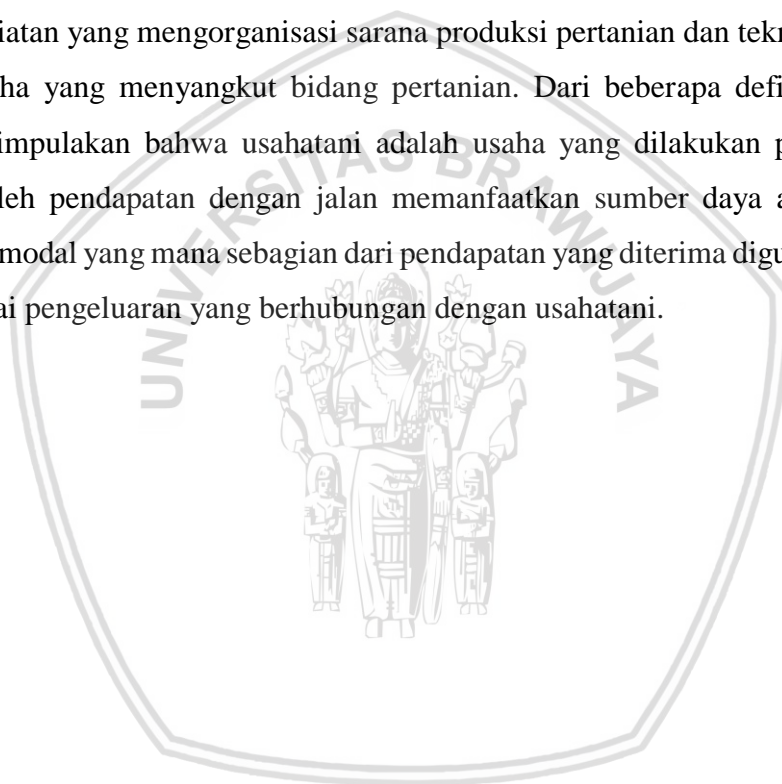 iatan yang mengorganisasi sarana produksi pertanian dan tekn
ha yang menyangkut bidang pertanian. Dari beberapa defi
impulakan bahwa usahatani adalah usaha yang dilakukan p
leh pendapatan dengan jalan memanfaatkan sumber daya a
modal yang mana sebagian dari pendapatan yang diterima digu
ai pengeluaran yang berhubungan dengan usahatani.
UNIVERSITAS BRAWIJAYA